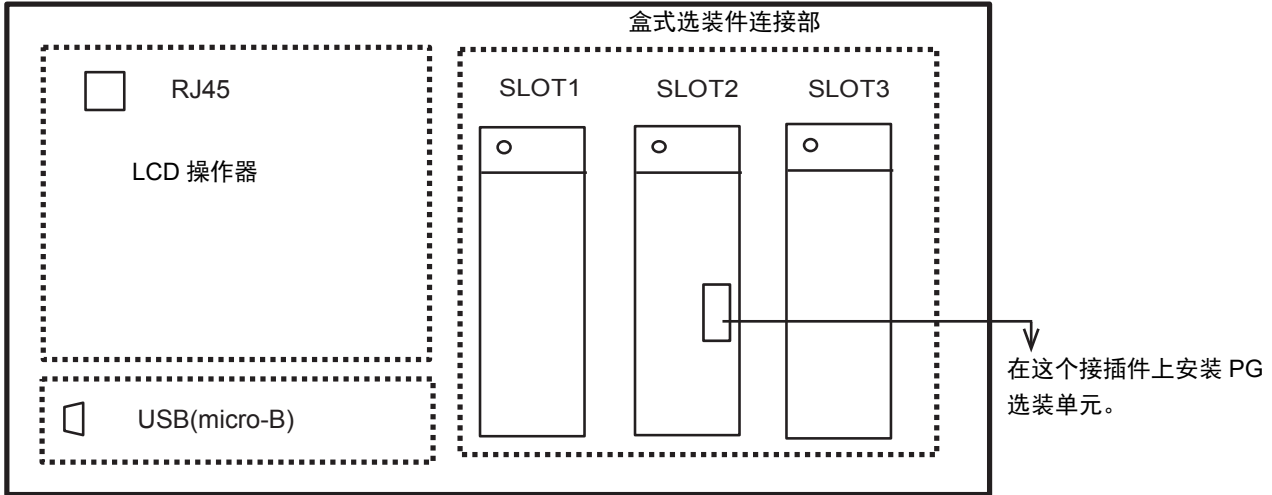 盒式选装件连接部
RJ45
LCD 操作器
USB(micro-B)
SLOT1
SLOT2
SLOT3
在这个接插件上安装 PG
选装单元。